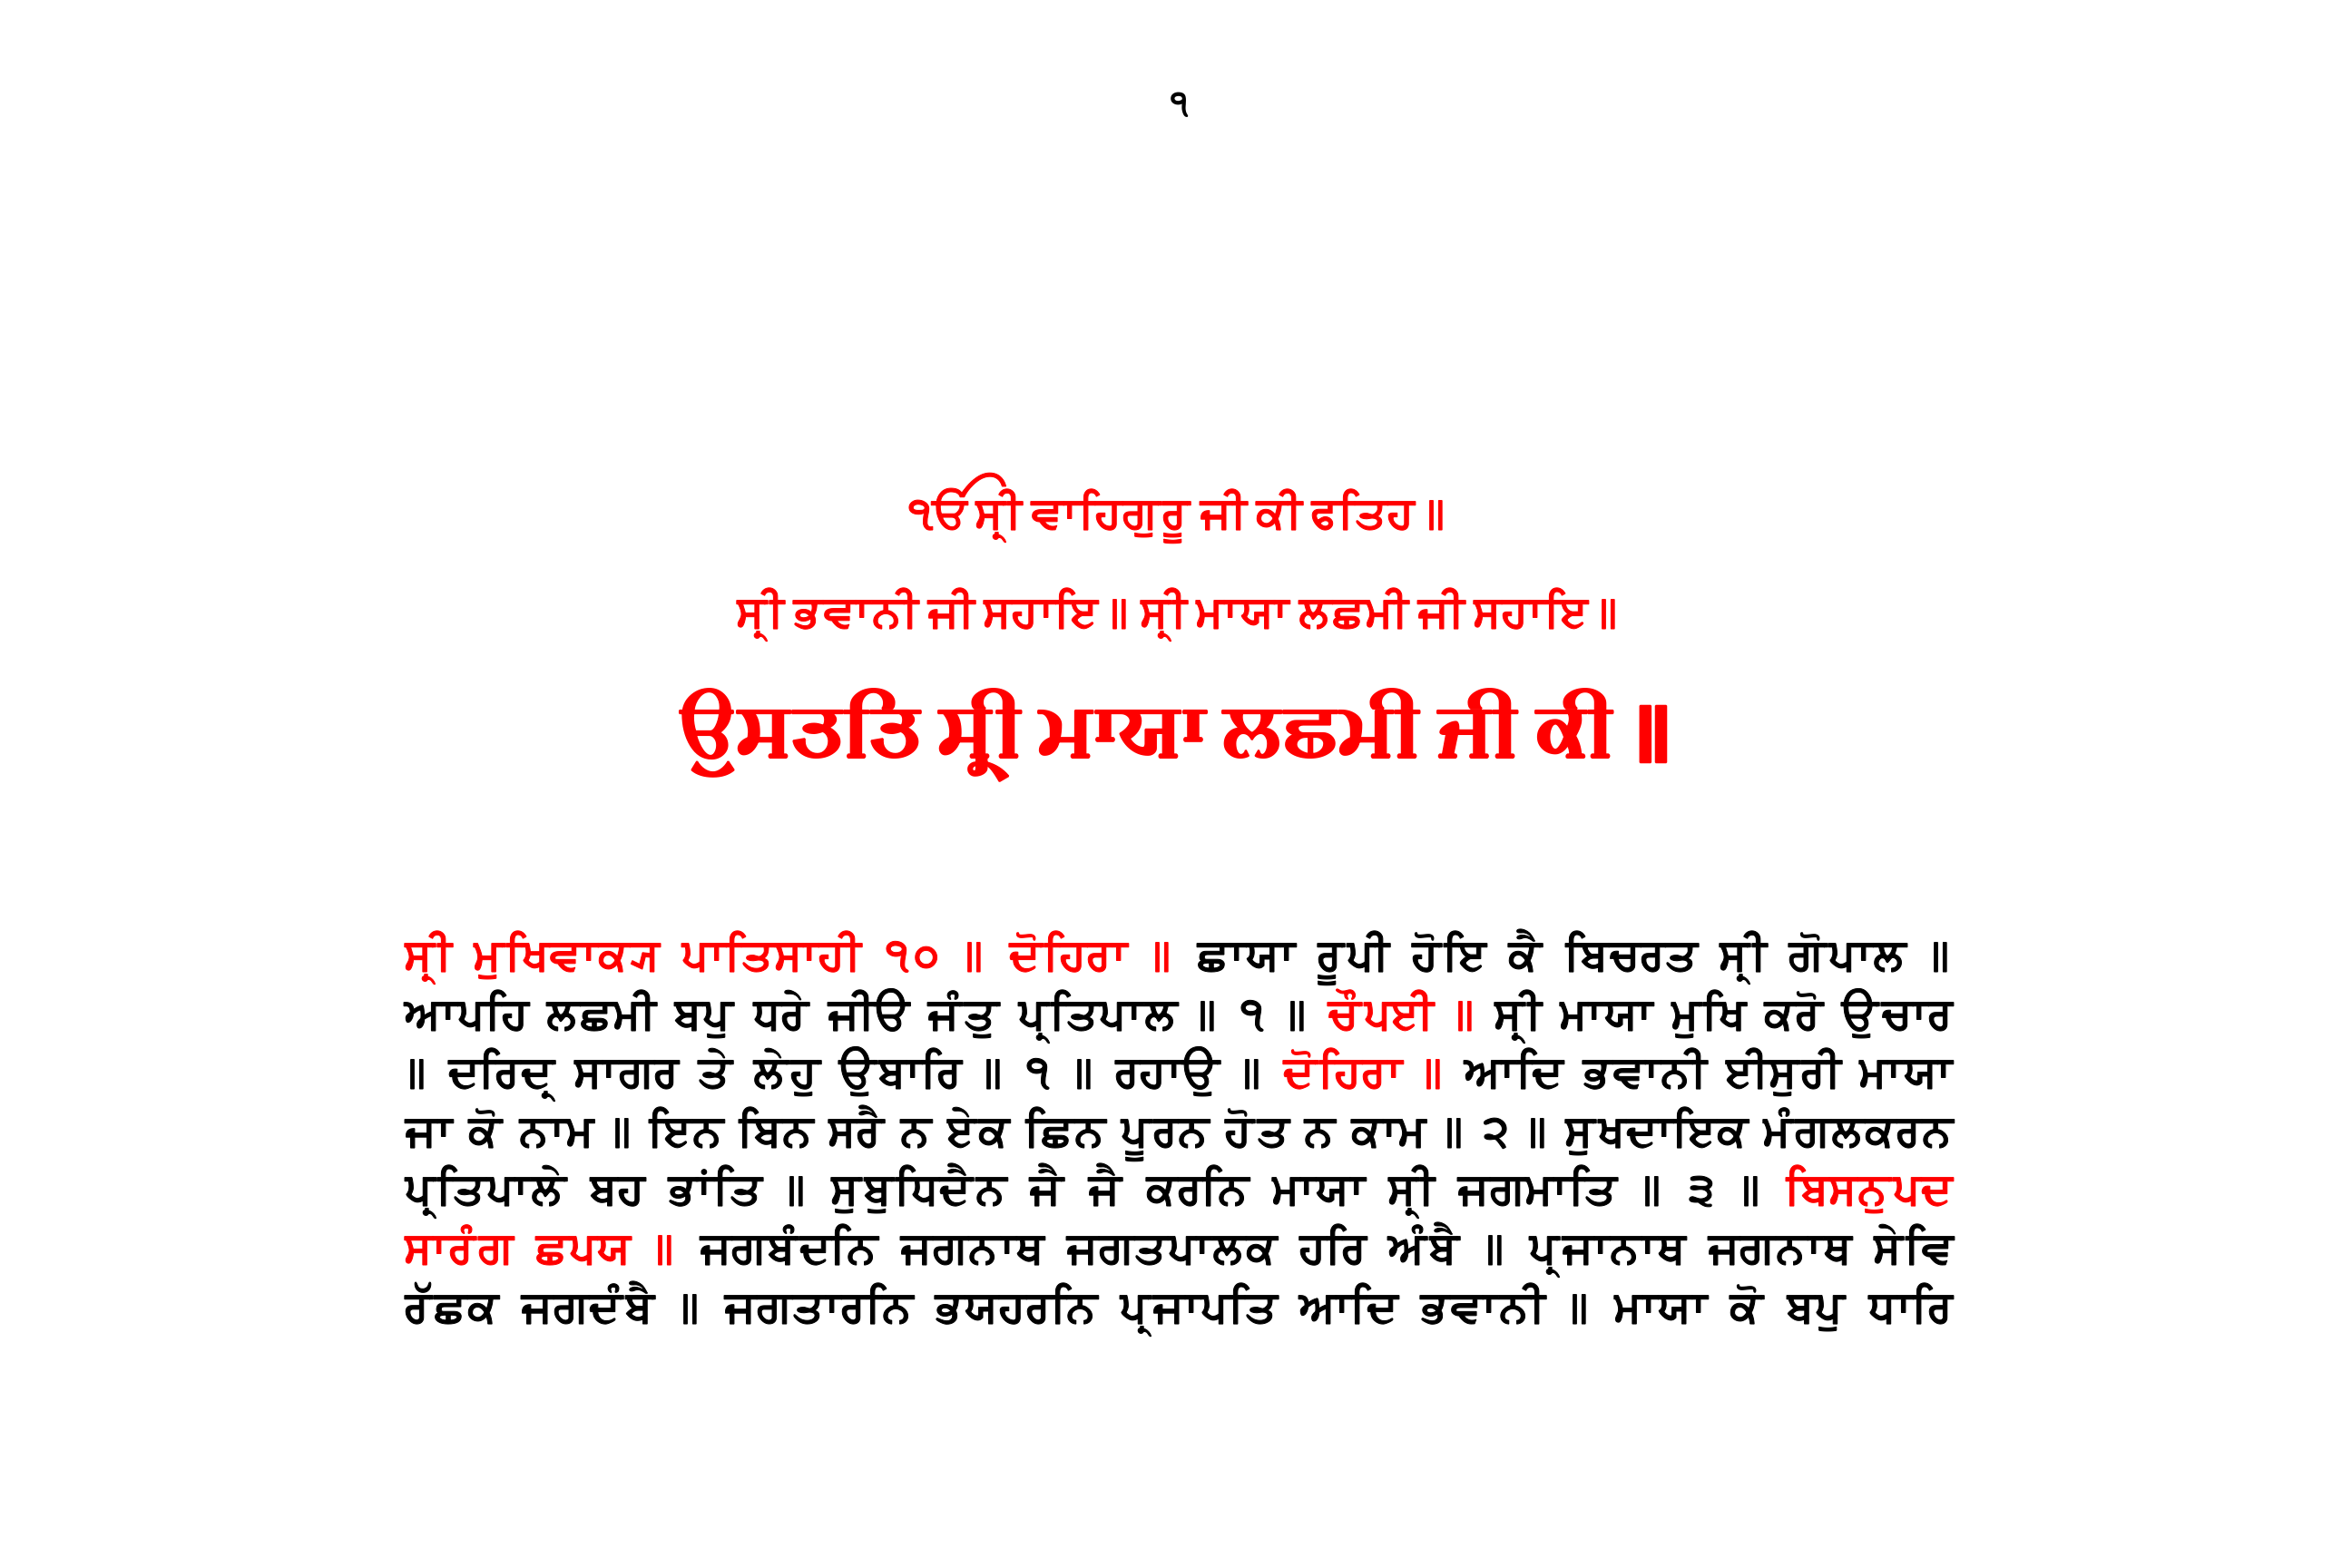 ੧
ੴ ਸ੍ਰੀ ਵਾਹਿਗੁਰੂ ਜੀ ਕੀ ਫਤਿਹ ॥
ਸ੍ਰੀ ਭਵਾਨੀ ਜੀ ਸਹਾਇ ॥ ਸ੍ਰੀ ਮਾਯਾ ਲਛਮੀ ਜੀ ਸਹਾਇ ॥
ਉਸਤਤਿ ਸ੍ਰੀ ਮਾਯਾ ਲਛਮੀ ਜੀ ਕੀ ॥
ਸ੍ਰੀ ਮੁਖਿਵਾਕਜ ਪਾਤਿਸਾਹੀ ੧੦ ॥ ਦੋਹਿਰਾ ॥ ਛਾਯਾ ਰੂਪੀ ਹੋਇ ਕੈ ਬਿਚਰਤ ਸ੍ਰੀ ਗੋਪਾਲ ॥
ਆਪਹਿ ਲਛਮੀ ਬਪੁ ਧਰੇ ਜੀਉ ਜੰਤੁ ਪ੍ਰਤਿਪਾਲ ॥ ੧ ॥ ਚੌਪਈ ॥ ਸ੍ਰੀ ਮਾਯਾ ਮੁਖਿ ਕਰੋ ਉਚਾਰ
॥ ਦਾਰਿਦ੍ਰ ਸਾਗਰ ਤੇ ਲੇਹੁ ਉਬਾਰਿ ॥ ੧ ॥ ਰਹਾਉ ॥ ਦੋਹਿਰਾ ॥ ਆਦਿ ਭਵਾਨੀ ਈਸੁਰੀ ਮਾਯਾ
ਜਾ ਕੋ ਨਾਮ ॥ ਇਨ ਬਿਨ ਸਰੈ ਨ ਏਕ ਛਿਨ ਪੂਰਨ ਹੋਤ ਨ ਕਾਮ ॥ ੨ ॥ ਸੁਖਦਾਇਕ ਮੰਗਲਕਰਨ
ਪ੍ਰਤਿਪਾਲੇ ਬਹ ਭਾਂਤਿ ॥ ਸੁਬੁਧਿਦੈਨ ਜੈ ਜੈ ਕਰਨਿ ਮਾਯਾ ਸ੍ਰੀ ਜਗਮਾਤਿ ॥ ੩ ॥ ਬਿਸਨੁਪਦ
ਸਾਰੰਗ ਛਪਯ ॥ ਜਗਬੰਦਨਿ ਜਗਨਾਥ ਜਗਤਪਾਲਕ ਹਰਿ ਅੰਬੈ ॥ ਪ੍ਰਜਾਨਾਥ ਜਗਨਾਥ ਸੇਵਿ
ਰੱਛਕ ਜਗਦੰਬੈ ॥ ਜਗਤਾਰਨਿ ਭਯਹਰਨਿ ਪ੍ਰਜਾਪਤਿ ਆਦਿ ਭਵਾਨੀ ॥ ਮਾਯਾ ਕੋ ਬਪੁ ਧਾਰਿ